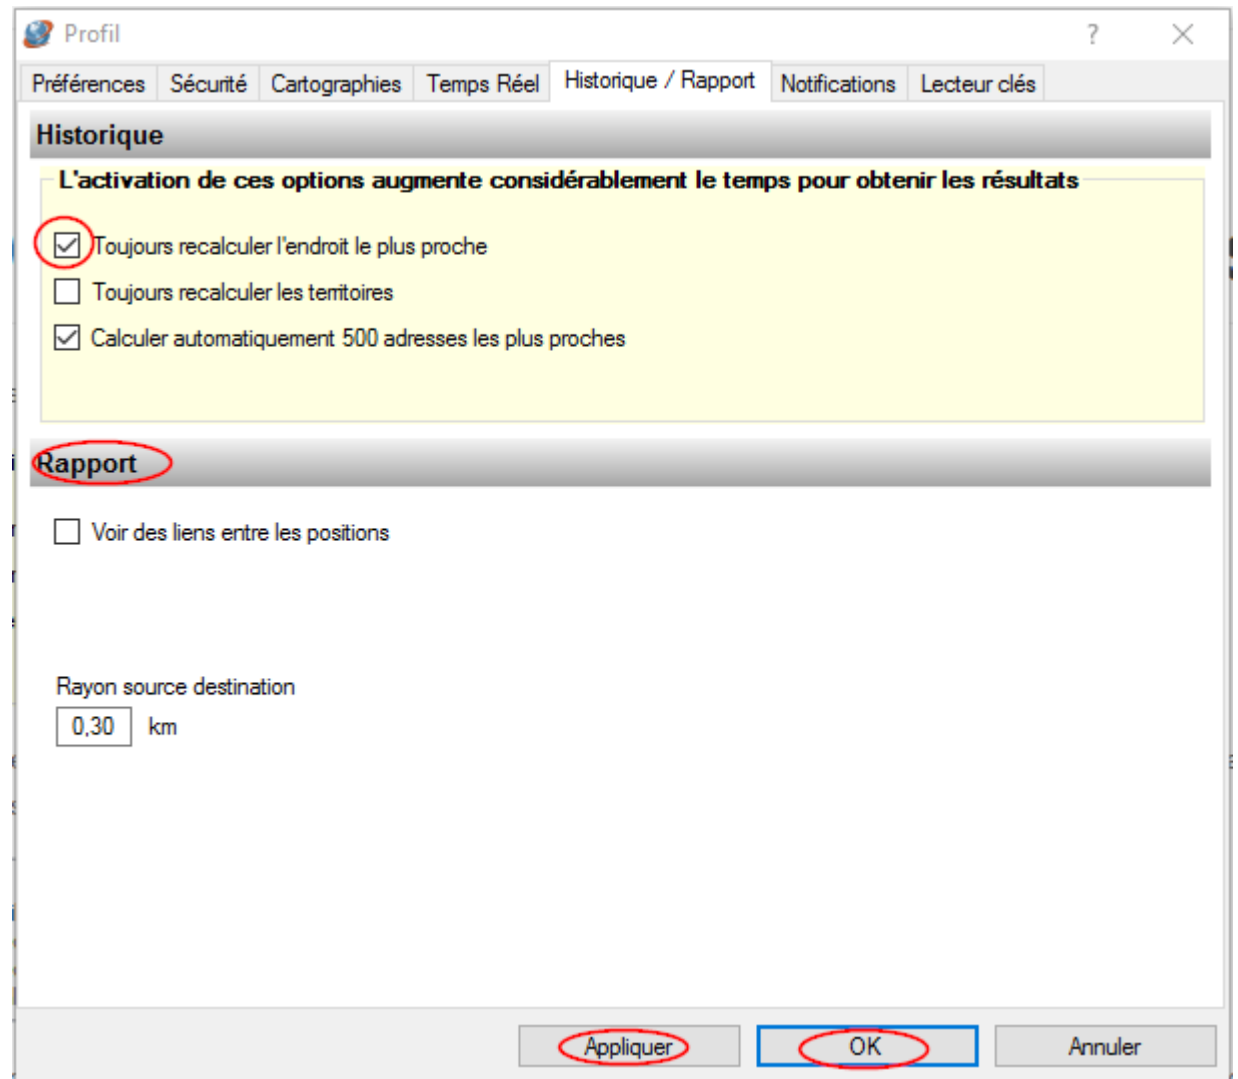 Profil
?
Préférences Sécurité Cartographies Temps Réel Historique / Rapport Notifications Lecteur clés
Historique
L'activation de ces options augmente considérablement le temps pour obtenir les résultats
Toujours recalculer l'endroit le plus proche
Toujours recalculer les territoires
Calculer automatiquement 500 adresses les plus proches
Rapport
Voir des liens entre les positions
Rayon source destination
0,30 km
Appliquer OK Annuler